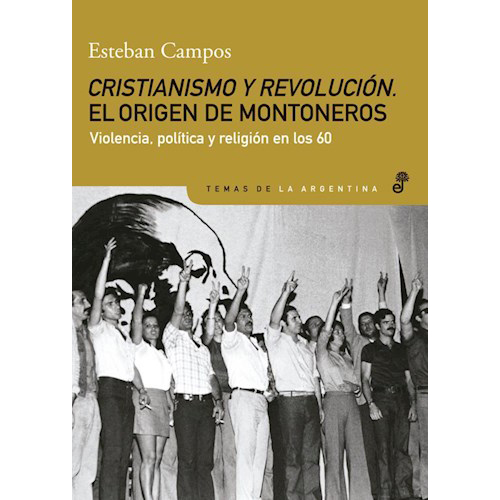 Esteban Campos
CRISTIANISMO Y REVOLUCIÓN.
EL ORIGEN DE MONTONEROS
Violencia, política y religión en los 60
TEMAS DE LA ARGENTINA